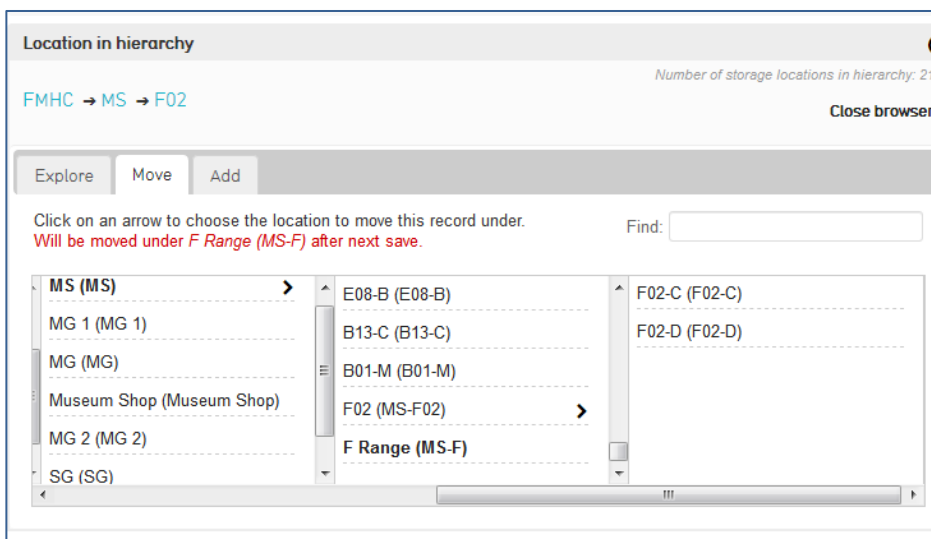 Location in hierarchy
Number of storage locations in hierarchy: 21
FMHC → MS → F02
Close browser
Explore Move Add
Click on an arrow to choose the location to move this record under.
Find:
Will be moved under F Range (MS-F) after next save.
MS (MS)
MG 1 (MG 1)
MG (MG)
Museum Shop (Museum Shop)
MG 2 (MG 2)
SG (SG)
E08-B (E08-B)
B13-C (B13-C)
B01-M (B01-M)
F02 (MS-F02)
F Range (MS-F)
F02-C (F02-C)
F02-D (F02-D)